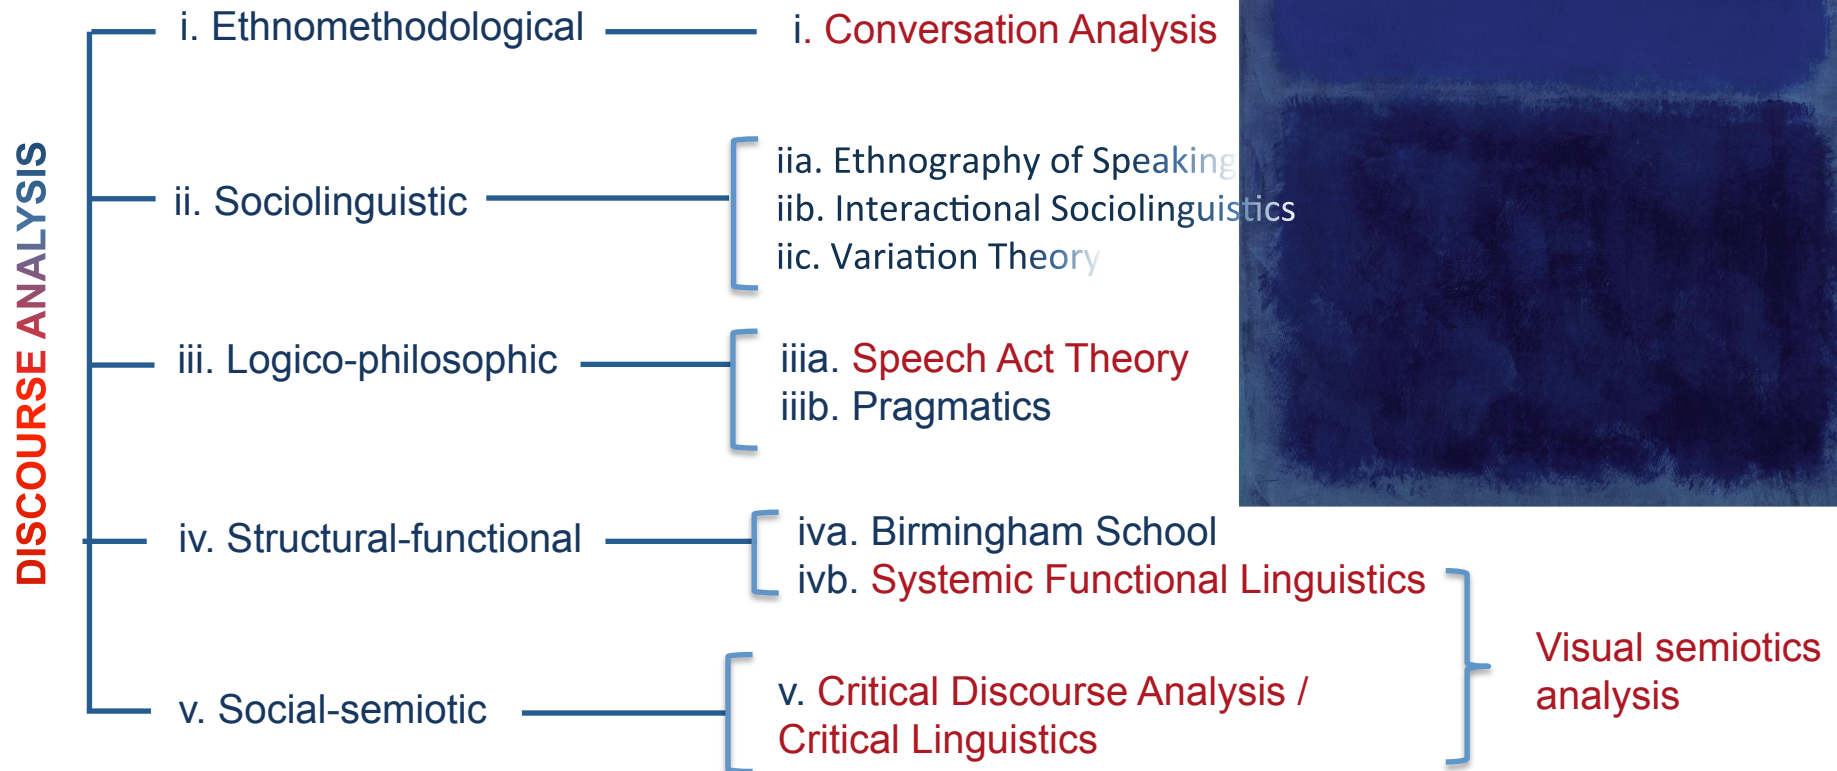 DISCOURSE ANALYSIS
i. Ethnomethodological
i. Conversation Analysis
ii. Sociolinguistic
iia. Ethnography of Speaking
iib. Interactional Sociolinguistics
iic. Variation Theory
iii. Logico-philosophic
iiia. Speech Act Theory
iiib. Pragmatics
iv. Structural-functional
iva. Birmingham School
ivb. Systemic Functional Linguistics
v. Social-semiotic
v. Critical Discourse Analysis /
Critical Linguistics
Visual semiotics
analysis